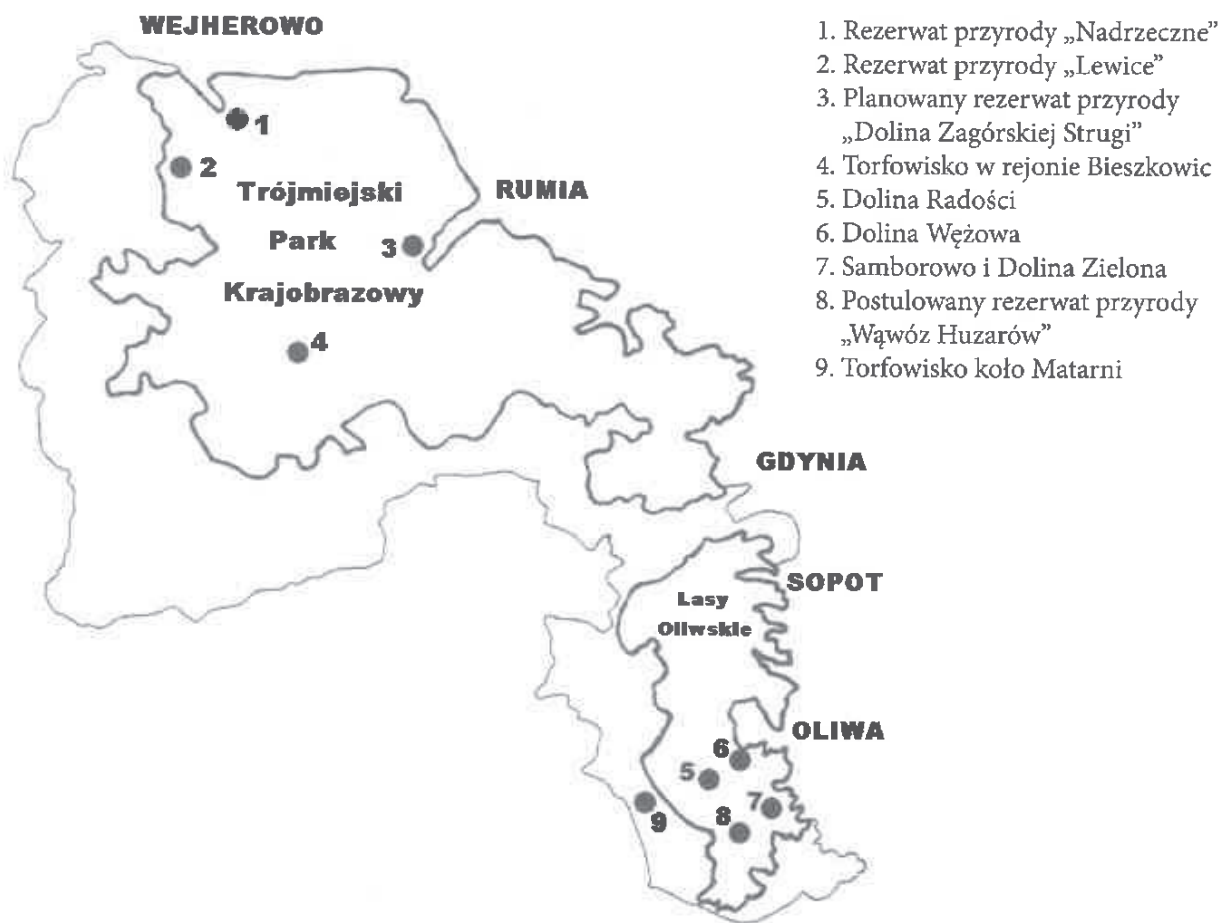 WEJHEROWO
1
2
Trójmiejski
Park
Krajobrazowy
RUMIA
3
4
GDYNIA
SOPOT
Lasy
Oliwskie
OLIWA
6
5
7
8
9
1. Rezerwat przyrody „Nadrzeczne”
2. Rezerwat przyrody „Lewice”
3. Planowany rezerwat przyrody
„Dolina Zagórskiej Strugi”
4. Torfowisko w rejonie Bieszkowic
5. Dolina Radości
6. Dolina Wężowa
7. Samborowo i Dolina Zielona
8. Postulowany rezerwat przyrody
„Wąwóz Huzarów”
9. Torfowisko koło Matarni